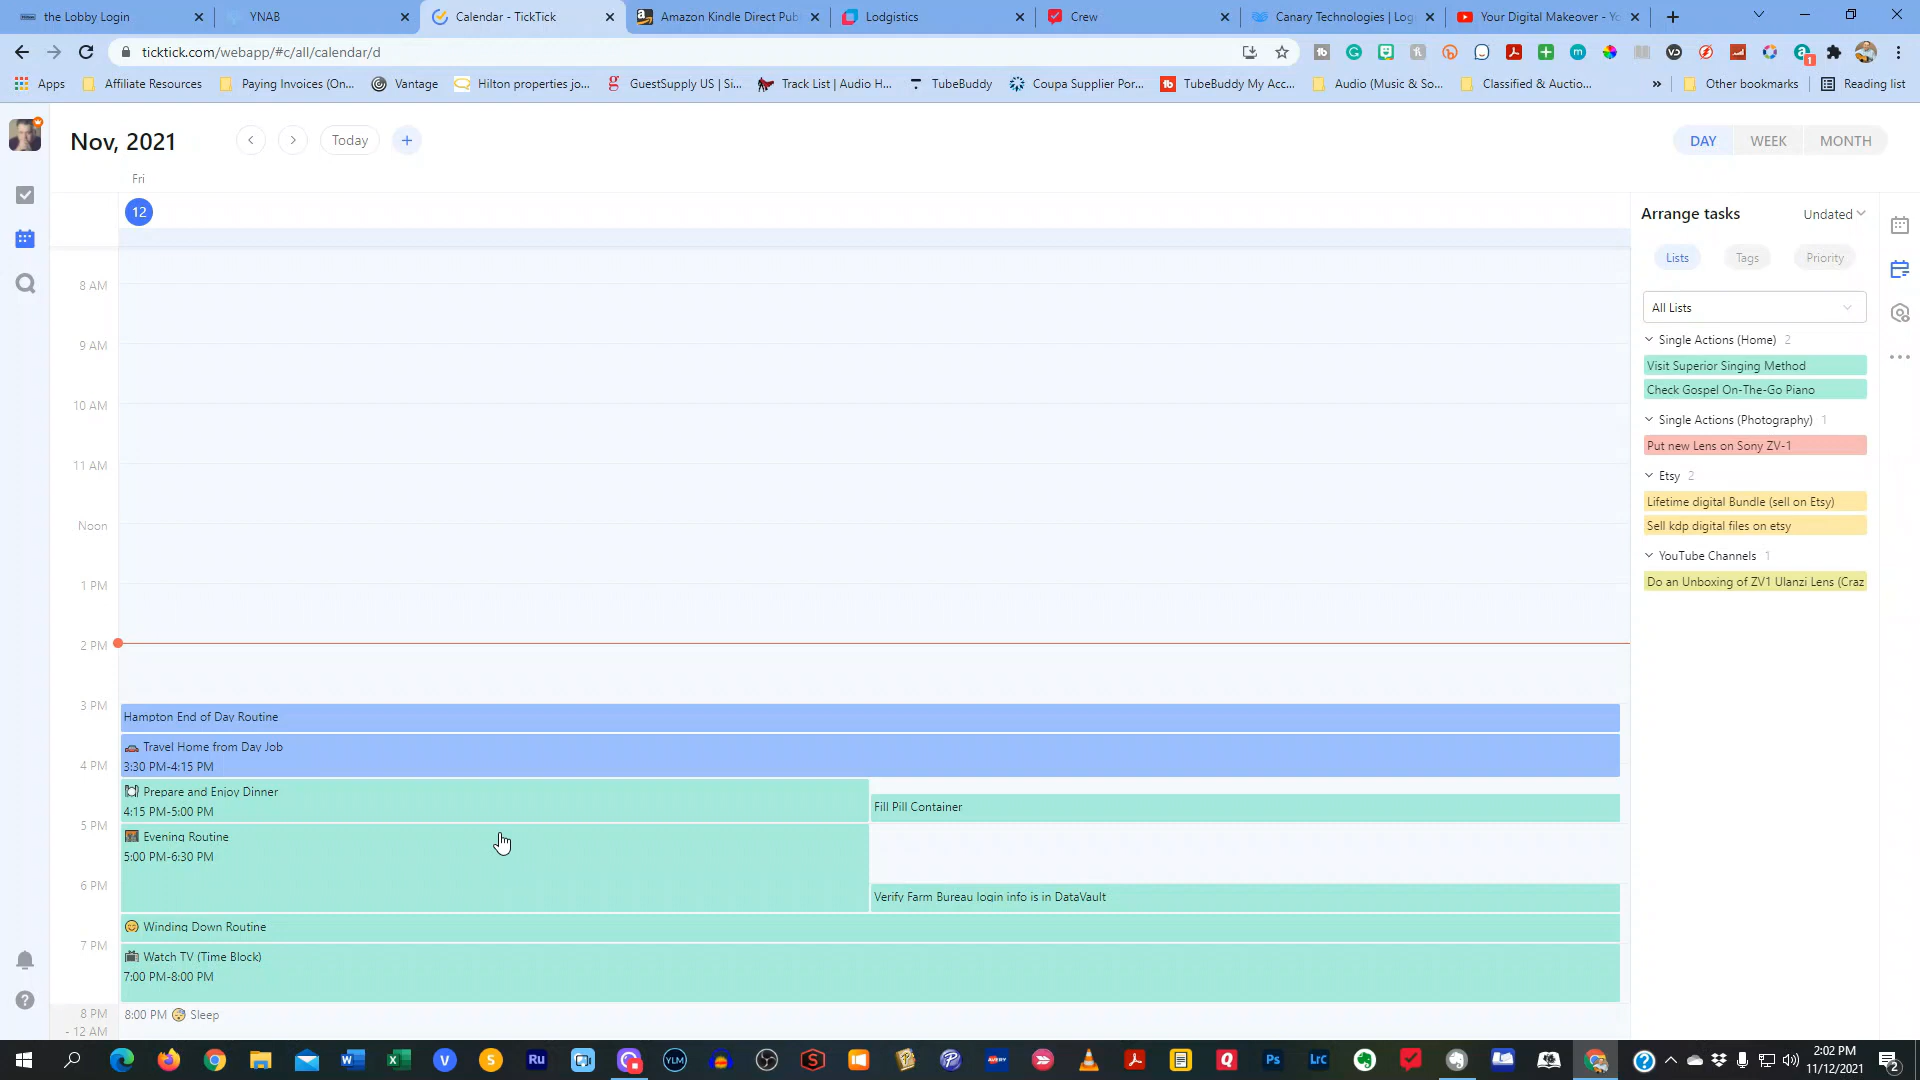 the Lobby Login
YNAB
Calendar - TickTick
Amazon Kindle Direct Pub
Lodgistics
Crew
Canary Technologies | Log
Your Digital Makeover - Yo
ticktick.com/webapp/#c/all/calendar/d
Apps
Affiliate Resources
Paying Invoices (On...
Vantage
Hilton properties jo...
GuestSupply US | Si...
Track List | Audio H...
TubeBuddy
Coupa Supplier Por...
TubeBuddy My Acc...
Audio (Music & So...
Classified & Auctio...
»
Other bookmarks
Reading list
Nov, 2021
Today
DAY
WEEK
MONTH
Fri
12
Arrange tasks
Undated
Lists
Tags
Priority
All Lists
Single Actions (Home) 2
Visit Superior Singing Method
Check Gospel On-The-Go Piano
Single Actions (Photography) 1
Put new Lens on Sony ZV-1
Etsy 2
Lifetime digital Bundle (sell on Etsy)
Sell kdp digital files on etsy
YouTube Channels 1
Do an Unboxing of ZV1 Ulanzi Lens (Craz
8 AM
9 AM
10 AM
11 AM
Noon
1 PM
2 PM
3 PM
4 PM
5 PM
6 PM
7 PM
8 PM
- 12 AM
Hampton End of Day Routine
Travel Home from Day Job
3:30 PM-4:15 PM
Prepare and Enjoy Dinner
4:15 PM-5:00 PM
Fill Pill Container
Evening Routine
5:00 PM-6:30 PM
Verify Farm Bureau login info is in DataVault
Winding Down Routine
Watch TV (Time Block)
7:00 PM-8:00 PM
8:00 PM Sleep
2:02 PM
11/12/2021
2